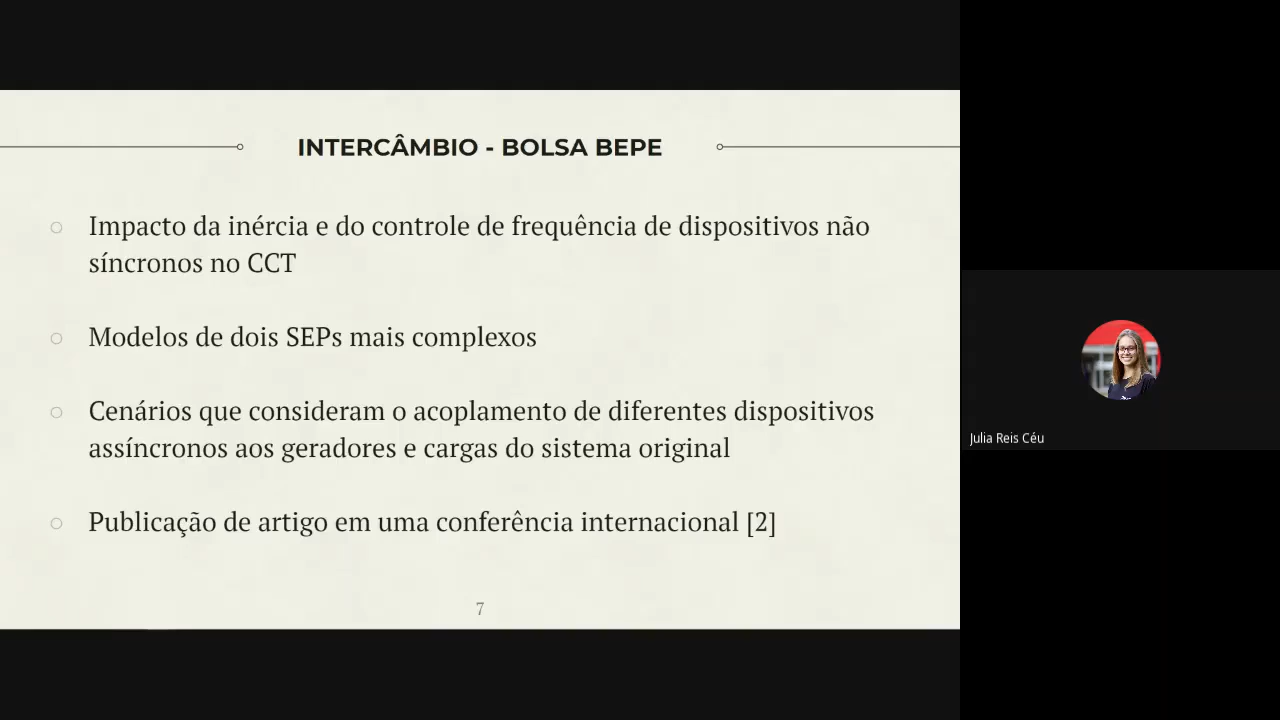 INTERCÂMBIO - BOLSA BEPE
Impacto da inércia e do controle de frequência de dispositivos não
síncronos no CCT
Modelos de dois SEPs mais complexos
Cenários que consideram o acoplamento de diferentes dispositivos
assíncronos aos geradores e cargas do sistema original
Publicação de artigo em uma conferência internacional [2]
7
Julia Reis Céu